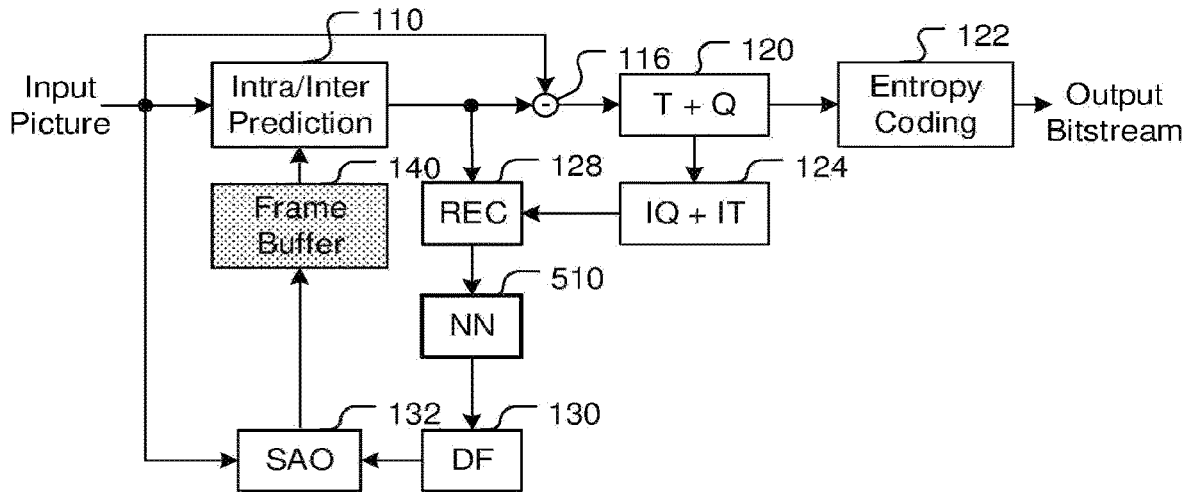 110
116
120
122
Input
Picture
Intra/Inter
Prediction
-
T + Q
Entropy
Coding
Output
Bitstream
140
128
124
Frame
Buffer
REC
IQ + IT
510
NN
132
130
SAO
DF